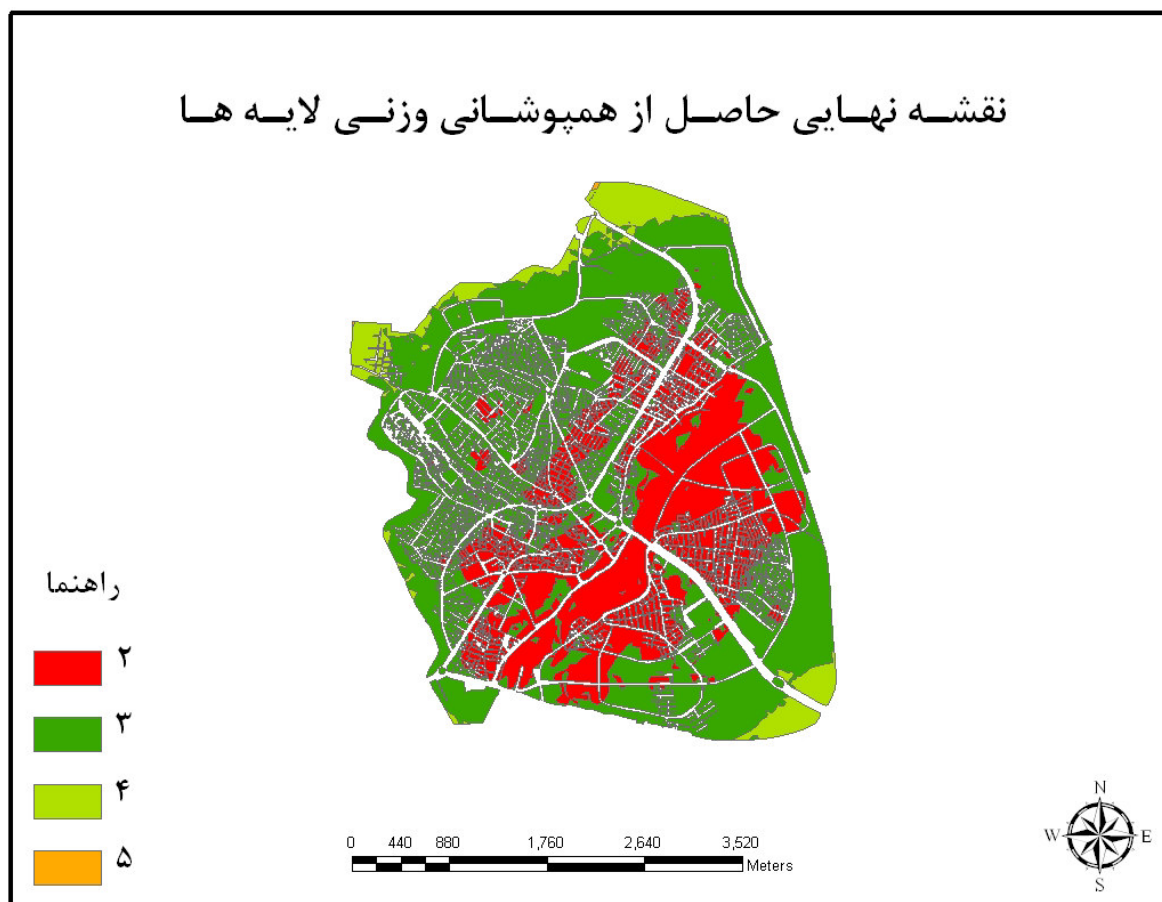 نقشه نهایی حاصل از همپوشانی وزنی لایه ها
راهنما
۲
۳
۴
۵
0 440 880 1,760 2,640 3,520
Meters
N
W E
S